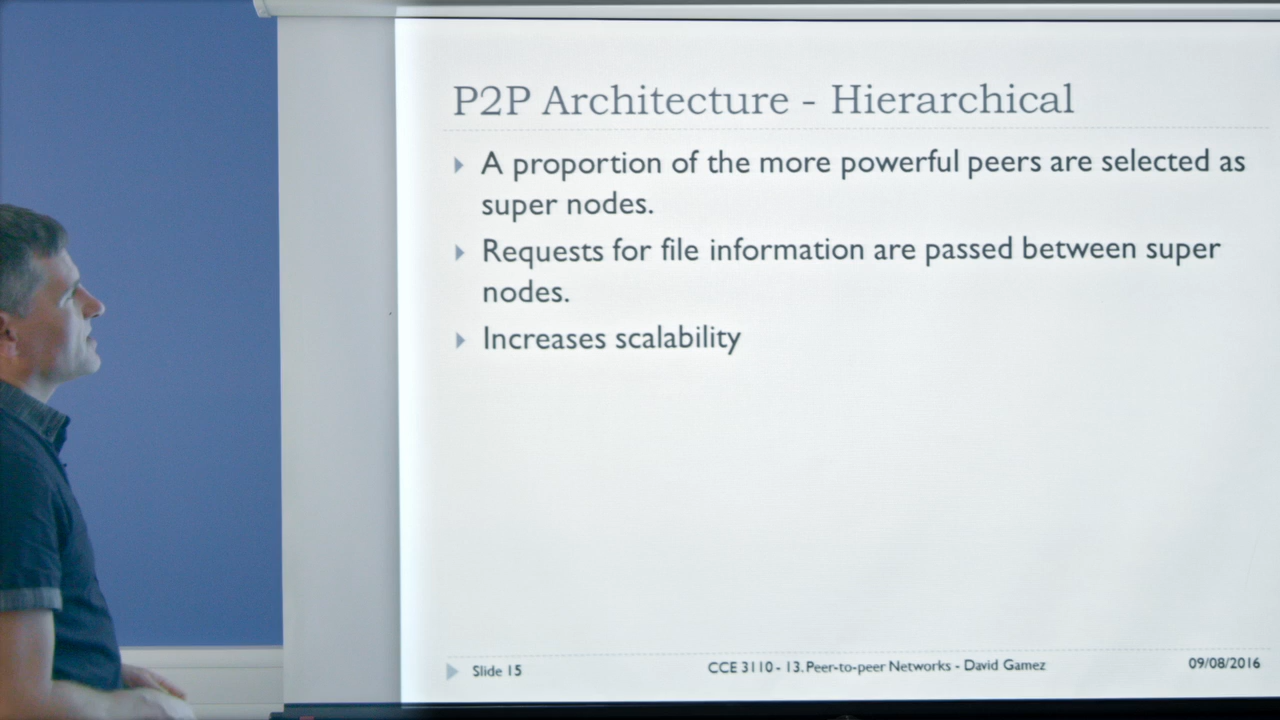 P2P Architecture - Hierarchical
A proportion of the more powerful peers are selected as
super nodes.
Requests for file information are passed between super
nodes.
Increases scalability
Slide 15
CCE 3110 - 13. Peer-to-peer Networks - David Gamez
09/08/2016